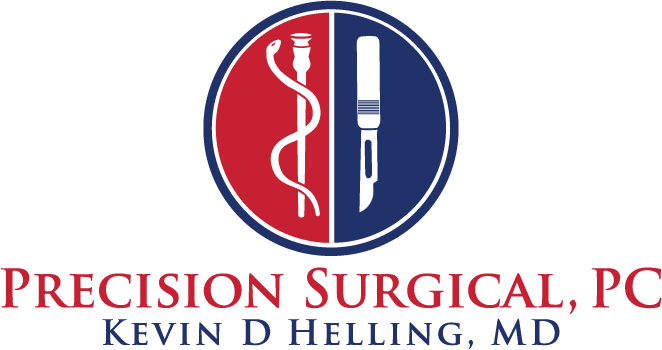 Precision Surgical, PC
Kevin D Helling, MD